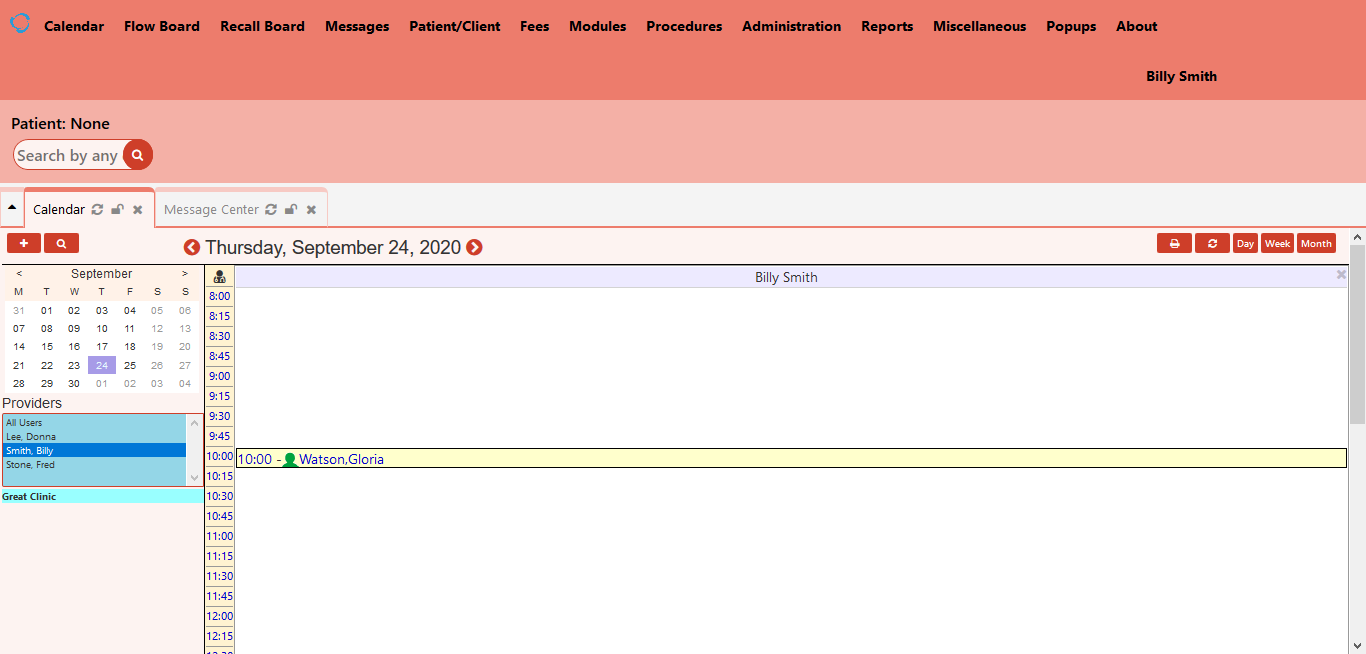 Calendar Flow Board Recall Board Messages Patient/Client Fees Modules Procedures Administration Reports Miscellaneous Popups About
Billy Smith
Patient: None
Search by any
Calendar Message Center
Thursday, September 24, 2020 Day Week Month
< September >
M T W T F S S
31 01 02 03 04 05 06
07 08 09 10 11 12 13
14 15 16 17 18 19 20
21 22 23 24 25 26 27
28 29 30 01 02 03 04
Providers
All Users
Lee, Donna
Smith, Billy
Stone, Fred
Great Clinic
Billy Smith
8:00
8:15
8:30
8:45
9:00
9:15
9:30
9:45
10:00 10:00 - Watson,Gloria
10:15
10:30
10:45
11:00
11:15
11:30
11:45
12:00
12:15
12:30